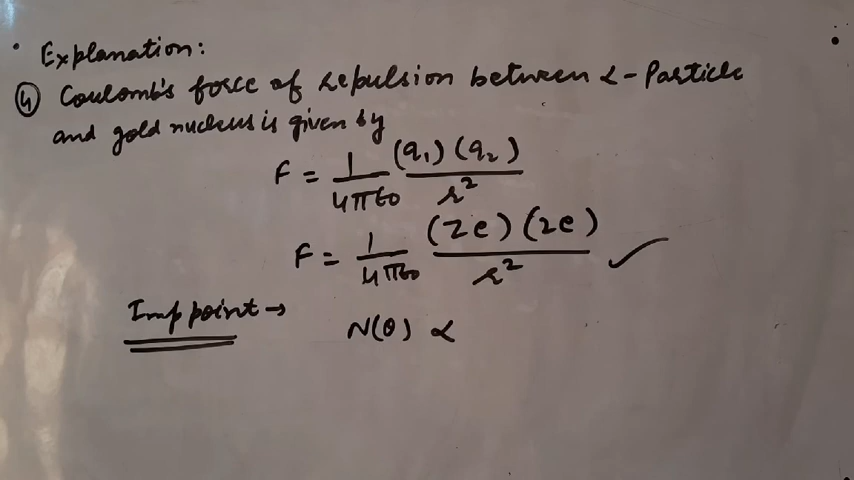 Explanation:
④ Coulomb's force of repulsion between α-Particle
and gold nucleus is given by
F = 1/4πε0 (q1) (q2)/r²
F = 1/4πε0 (Ze) (2e)/r² ✓
Imp point →
N(θ) α